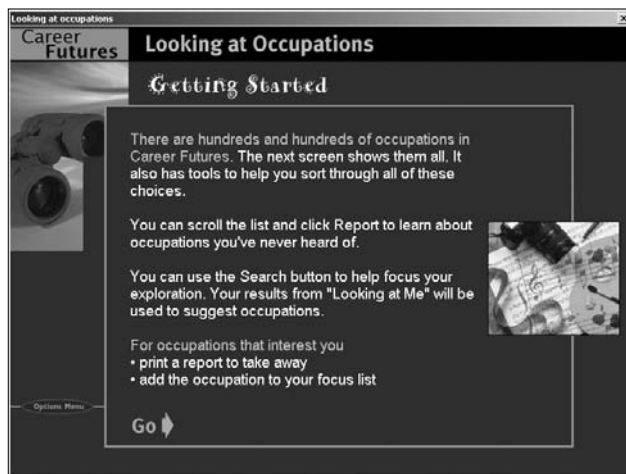 Looking at occupations
Career
Futures
Looking at Occupations
Getting Started
There are hundreds and hundreds of occupations in
Career Futures. The next screen shows them all. It
also has tools to help you sort through all of these
choices.
You can scroll the list and click Report to learn about
occupations you've never heard of.
You can use the Search button to help focus your
exploration. Your results from "Looking at Me" will be
used to suggest occupations.
For occupations that interest you
• print a report to take away
• add the occupation to your focus list
Options Menu
Go